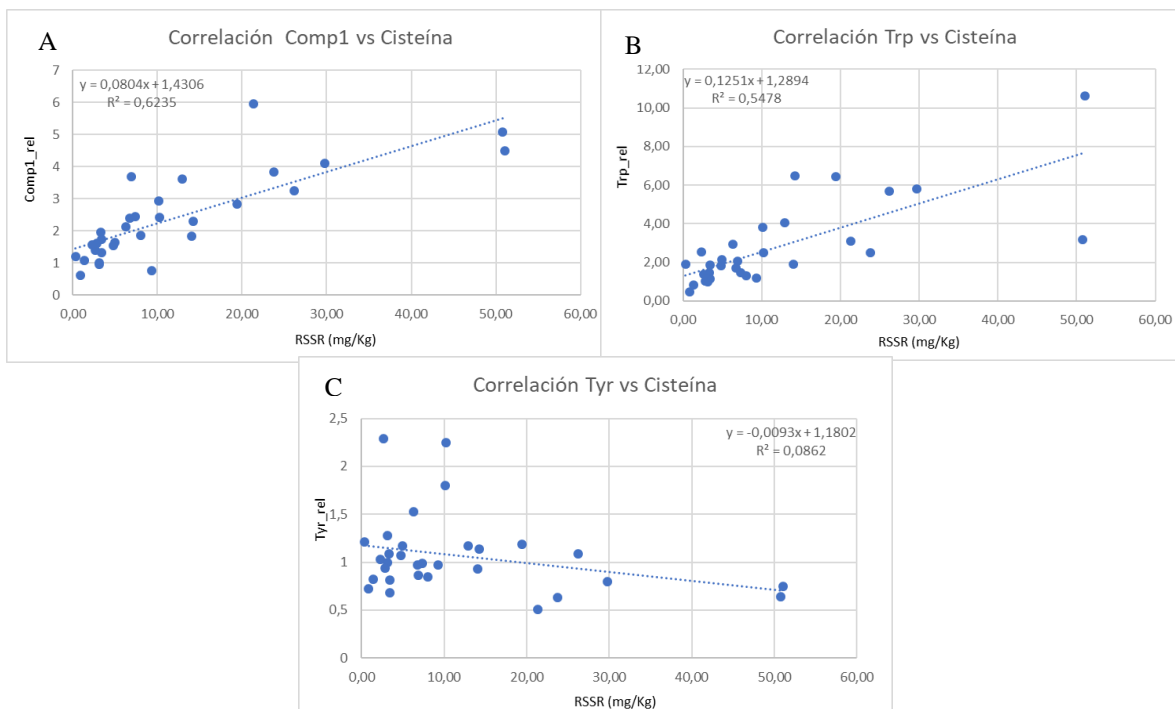 A
Correlación Comp1 vs Cisteína
y = 0,0804x + 1,4306
R² = 0,6235
7
6
5
4
3
2
1
0
Comp1_rel
0,00 10,00 20,00 30,00 40,00 50,00 60,00
RSSR (mg/Kg)
B
Correlación Trp vs Cisteína
y = 0,1251x + 1,2894
R² = 0,5478
12,00
10,00
8,00
6,00
4,00
2,00
0,00
Trp_rel
0,00 10,00 20,00 30,00 40,00 50,00 60,00
RSSR (mg/Kg)
C
Correlación Tyr vs Cisteína
y = -0,0093x + 1,1802
R² = 0,0862
2,5
2
1,5
1
0,5
0
Tyr_rel
0,00 10,00 20,00 30,00 40,00 50,00 60,00
RSSR (mg/Kg)